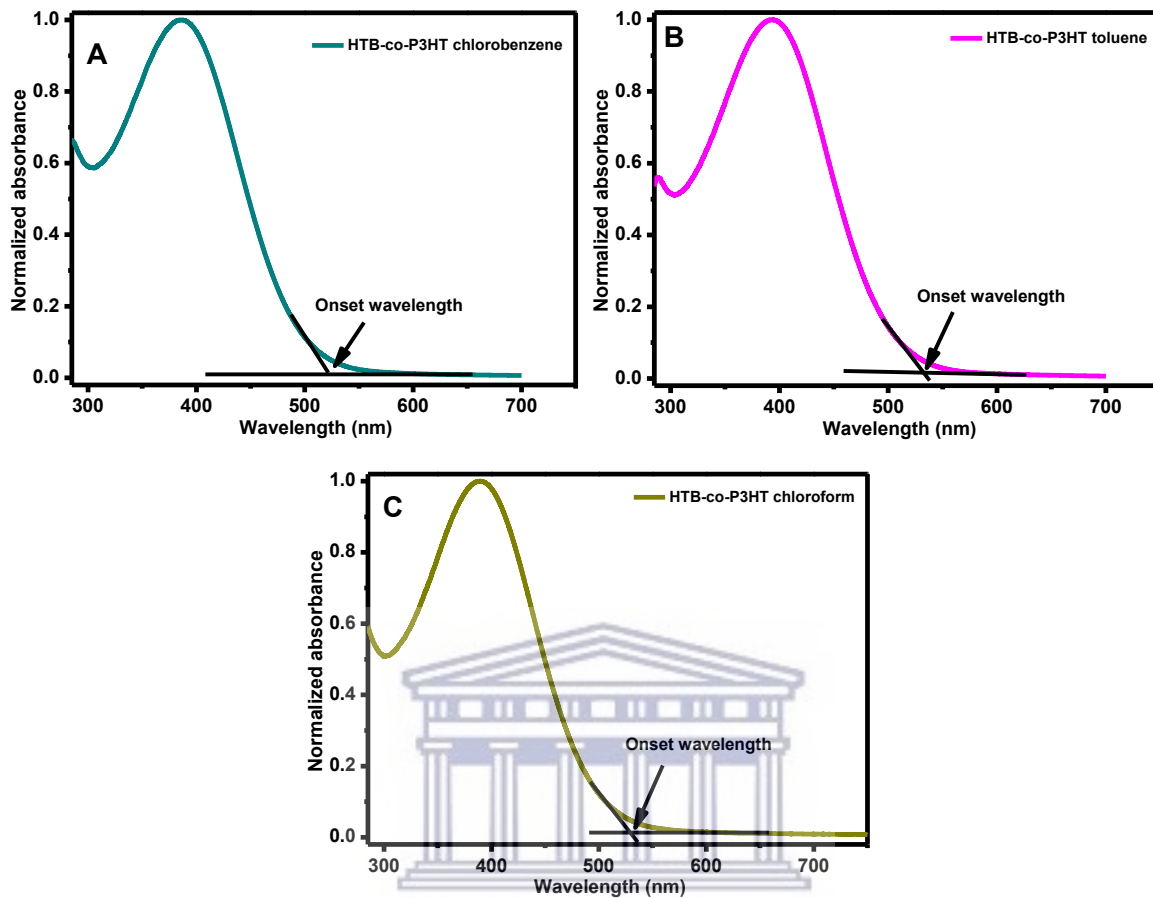 A
HTB-co-P3HT chlorobenzene
Normalized absorbance
1.0
0.8
0.6
0.4
0.2
0.0
Onset wavelength
300 400 500 600 700
Wavelength (nm)
B
HTB-co-P3HT toluene
Normalized absorbance
1.0
0.8
0.6
0.4
0.2
0.0
Onset wavelength
300 400 500 600 700
Wavelength (nm)
C
HTB-co-P3HT chloroform
Normalized absorbance
1.0
0.8
0.6
0.4
0.2
0.0
Onset wavelength
300 400 500 600 700
Wavelength (nm)